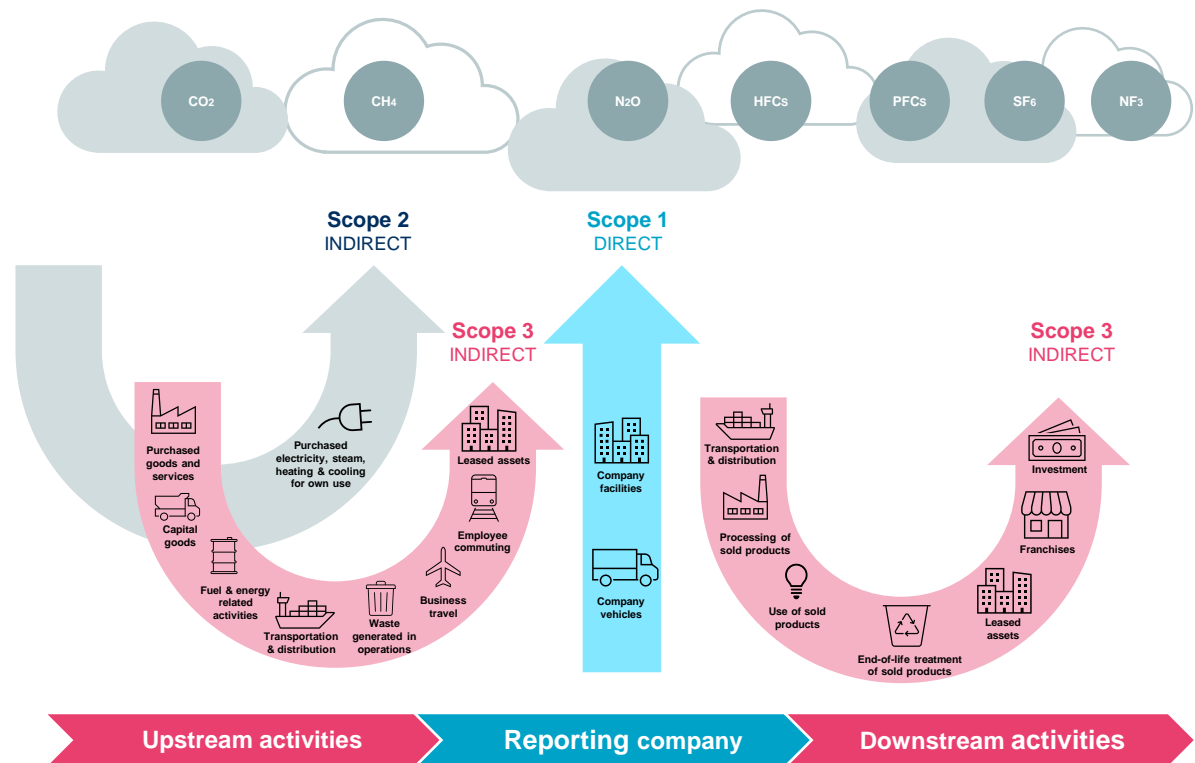 CO2
CH4
N2O
HFCs
PFCs
SF6
NF3
Scope 2
INDIRECT
Scope 1
DIRECT
Scope 3
INDIRECT
Scope 3
INDIRECT
Purchased
goods and
services
Capital
goods
Fuel & energy
related
activities
Transportation
& distribution
Waste
generated in
operations
Business
travel
Employee
commuting
Leased assets
Purchased
electricity, steam,
heating & cooling
for own use
Company
facilities
Company
vehicles
Transportation
& distribution
Processing of
sold products
Use of sold
products
End-of-life treatment
of sold products
Leased
assets
Franchises
Investment
Upstream activities
Reporting company
Downstream activities